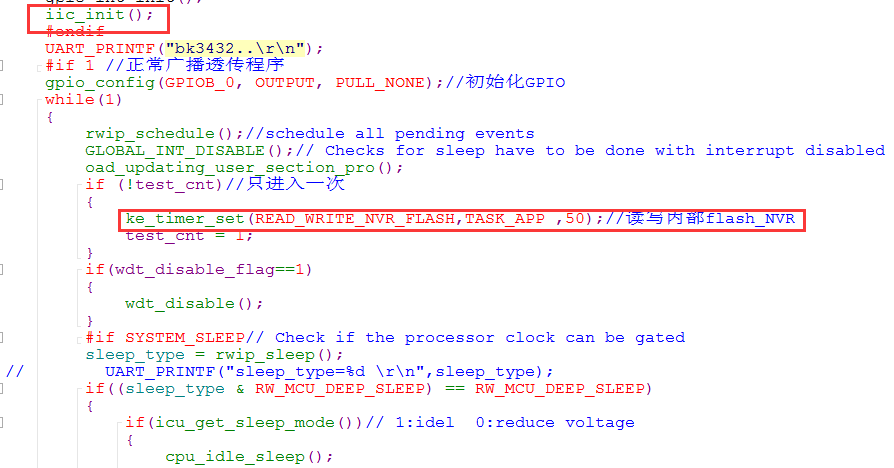 iic_init();
#endif
UART_PRINTF("bk3432..\r\n");
#if 1 //正常广播透传程序
gpio_config(GPIOB_0, OUTPUT, PULL_NONE);//初始化GPIO
while(1)
{
rwip_schedule();//schedule all pending events
GLOBAL_INT_DISABLE();// Checks for sleep have to be done with interrupt disabled
oad_updating_user_section_pro();
if (!test_cnt)//只进入一次
{
ke_timer_set(READ_WRITE_NVR_FLASH,TASK_APP ,50);//读写内部flash_NVR
test_cnt = 1;
}
if(wdt_disable_flag==1)
{
wdt_disable();
}
#if SYSTEM_SLEEP// Check if the processor clock can be gated
sleep_type = rwip_sleep();
// UART_PRINTF("sleep_type=%d \r\n",sleep_type);
if((sleep_type & RW_MCU_DEEP_SLEEP) == RW_MCU_DEEP_SLEEP)
{
if(icu_get_sleep_mode())// 1:idel 0:reduce voltage
{
cpu_idle_sleep();